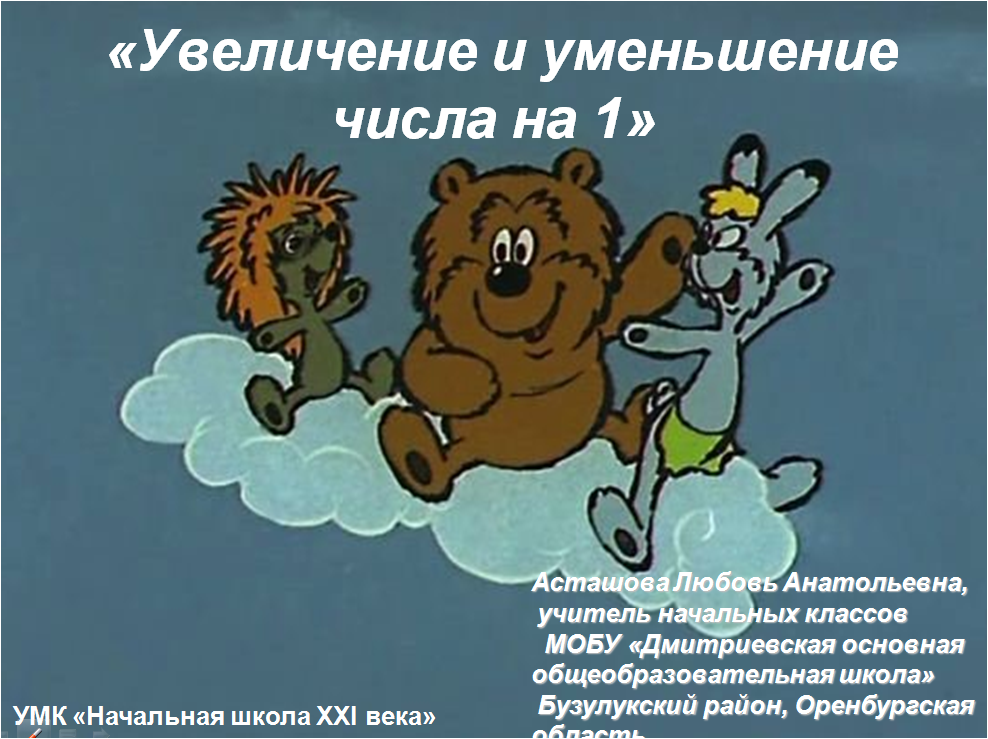 «Увеличение и уменьшение
числа на 1»
Асташова Любовь Анатольевна,
учитель начальных классов
МОБУ «Дмитриевская основная
общеобразовательная школа»
Бузулукский район, Оренбургская
область
УМК «Начальная школа XXI века»